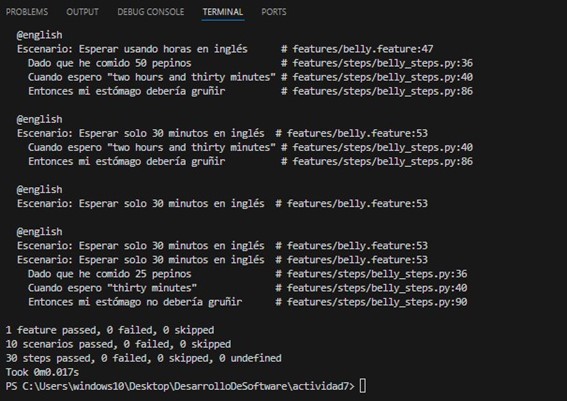 PROBLEMS OUTPUT DEBUG CONSOLE TERMINAL PORTS
@english
Escenario: Esperar usando horas en inglés # features/belly.feature:47
Dado que he comido 50 pepinos # features/steps/belly_steps.py:36
Cuando espero "two hours and thirty minutes" # features/steps/belly_steps.py:40
Entonces mi estómago debería gruñir # features/steps/belly_steps.py:86
@english
Escenario: Esperar solo 30 minutos en inglés # features/belly.feature:53
Cuando espero "two hours and thirty minutes" # features/steps/belly_steps.py:40
Entonces mi estómago debería gruñir # features/steps/belly_steps.py:86
@english
Escenario: Esperar solo 30 minutos en inglés # features/belly.feature:53
@english
Escenario: Esperar solo 30 minutos en inglés # features/belly.feature:53
Escenario: Esperar solo 30 minutos en inglés # features/belly.feature:53
Dado que he comido 25 pepinos # features/steps/belly_steps.py:36
Cuando espero "thirty minutes" # features/steps/belly_steps.py:40
Entonces mi estómago no debería gruñir # features/steps/belly_steps.py:90
1 feature passed, 0 failed, 0 skipped
10 scenarios passed, 0 failed, 0 skipped
30 steps passed, 0 failed, 0 skipped, 0 undefined
Took 0m0.017s
PS C:\Users\windows10\Desktop\DesarrolloDeSoftware\actividad7>